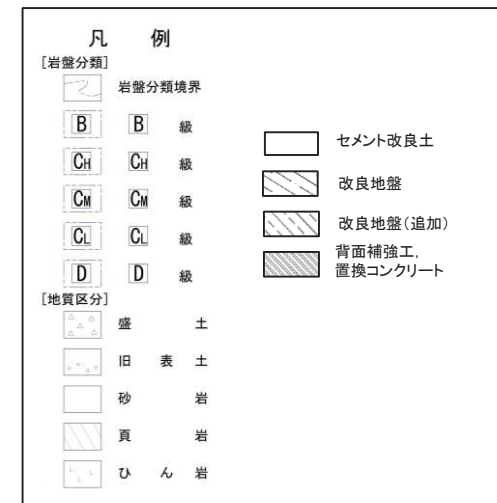 凡 例
[岩盤分類]
岩盤分類境界
B B 級
CH CH 級
CM CM 級
CL CL 級
D D 級
[地質区分]
盛 土
旧 表 土
砂 岩
頁 岩
ひ ん 岩
セメント改良土
改良地盤
改良地盤(追加)
背面補強工,
置換コンクリート